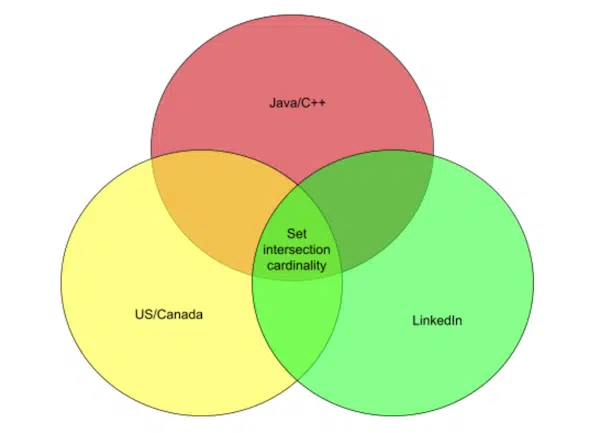 Java/C++
Set
intersection
cardinality
US/Canada
LinkedIn